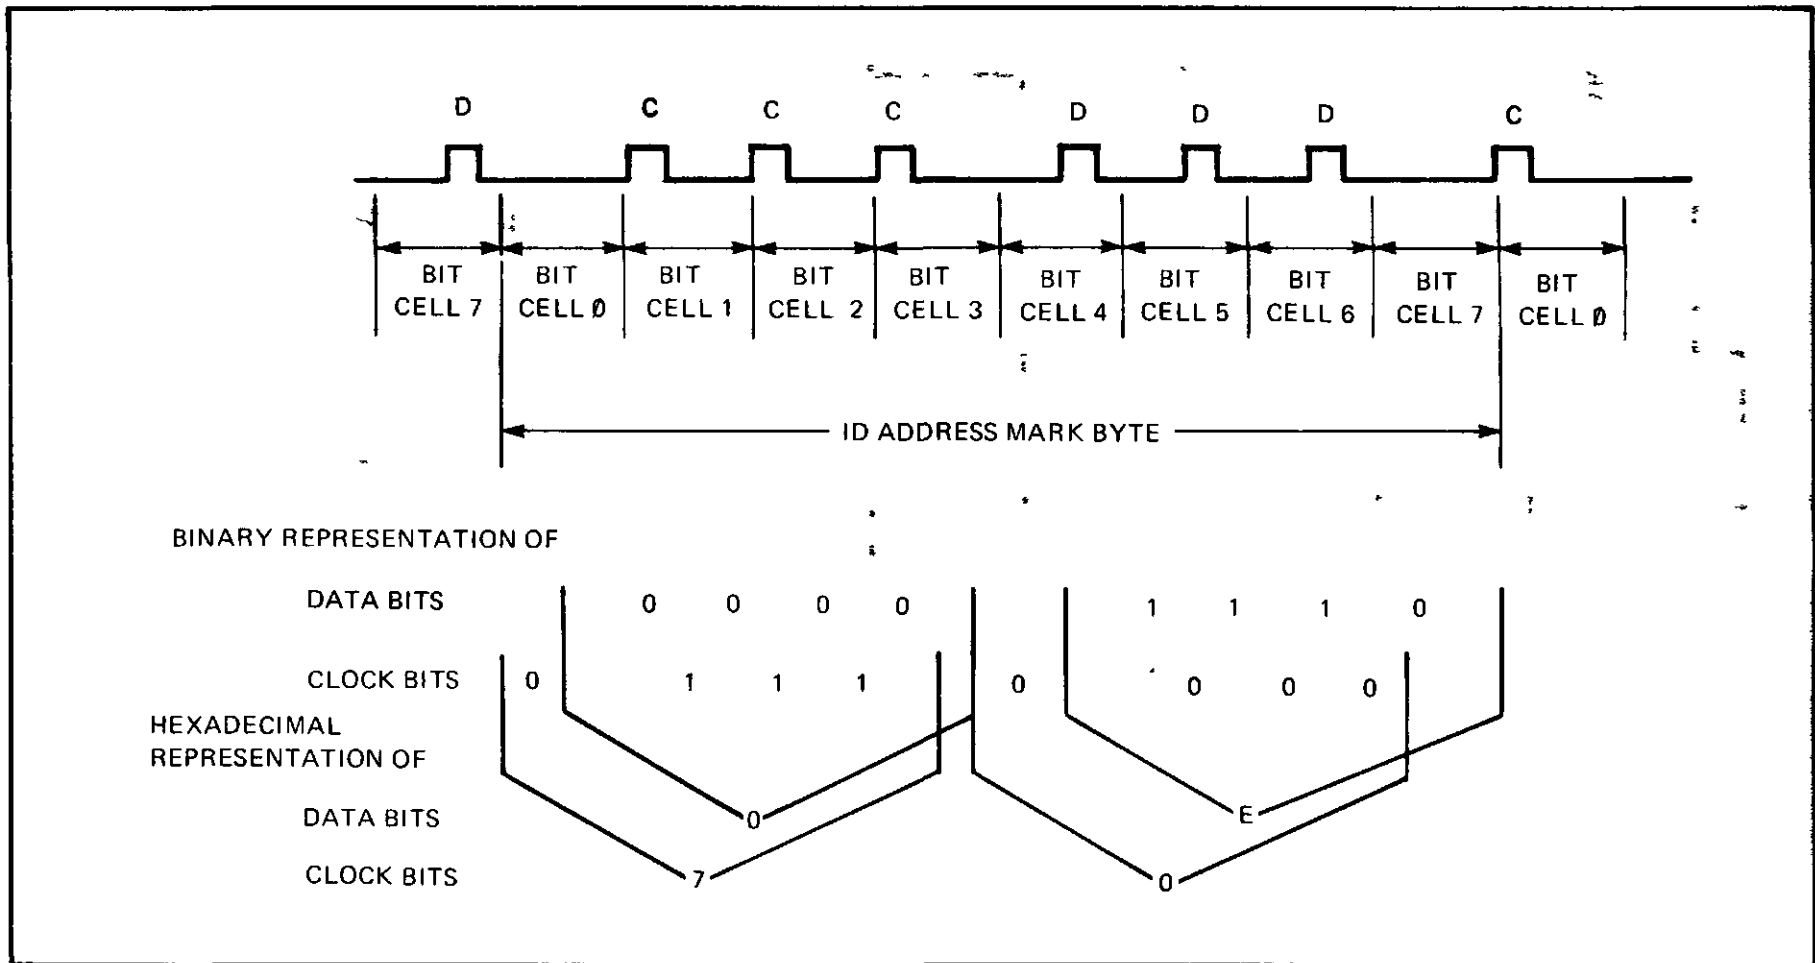 D C C C D D D C
BIT CELL 7 BIT CELL 0 BIT CELL 1 BIT CELL 2 BIT CELL 3 BIT CELL 4 BIT CELL 5 BIT CELL 6 BIT CELL 7 BIT CELL 0
ID ADDRESS MARK BYTE
BINARY REPRESENTATION OF
DATA BITS 0 0 0 0 1 1 1 0
CLOCK BITS 0 1 1 1 0 0 0 0
HEXADECIMAL
REPRESENTATION OF
DATA BITS 0 E
CLOCK BITS 7 0